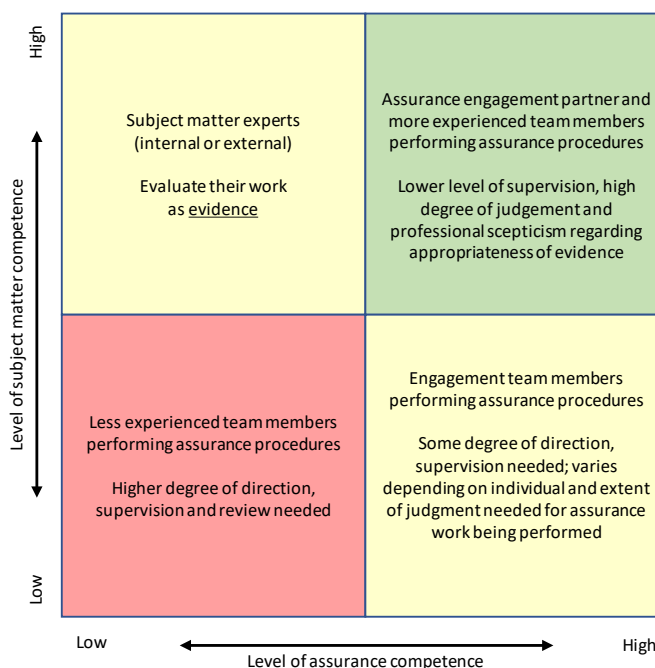 High
Level of subject matter competence
Low
Subject matter experts
(internal or external)
Evaluate their work
as evidence
Assurance engagement partner and
more experienced team members
performing assurance procedures
Lower level of supervision, high
degree of judgement and
professional scepticism regarding
appropriateness of evidence
Less experienced team members
performing assurance procedures
Higher degree of direction,
supervision and review needed
Engagement team members
performing assurance procedures
Some degree of direction,
supervision needed; varies
depending on individual and extent
of judgment needed for assurance
work being performed
Low
Level of assurance competence
High